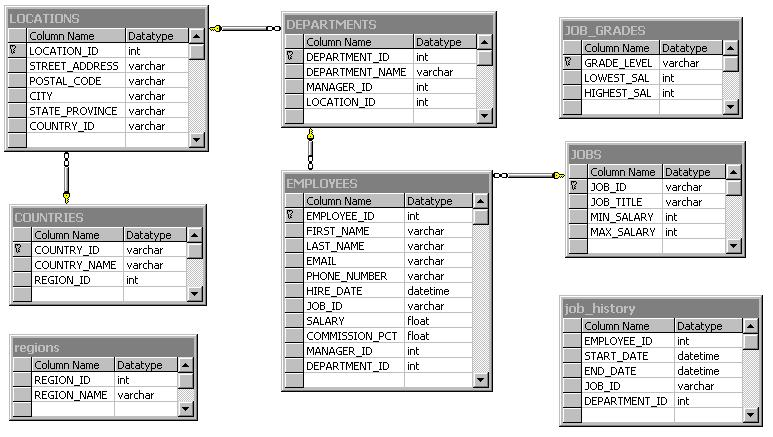 LOCATIONS
Column Name Datatype
LOCATION_ID int
STREET_ADDRESS varchar
POSTAL_CODE varchar
CITY varchar
STATE_PROVINCE varchar
COUNTRY_ID varchar
DEPARTMENTS
Column Name Datatype
DEPARTMENT_ID int
DEPARTMENT_NAME varchar
MANAGER_ID int
LOCATION_ID int
JOB_GRADES
Column Name Datatype
GRADE_LEVEL varchar
LOWEST_SAL int
HIGHEST_SAL int
COUNTRIES
Column Name Datatype
COUNTRY_ID varchar
COUNTRY_NAME varchar
REGION_ID int
EMPLOYEES
Column Name Datatype
EMPLOYEE_ID int
FIRST_NAME varchar
LAST_NAME varchar
EMAIL varchar
PHONE_NUMBER varchar
HIRE_DATE datetime
JOB_ID varchar
SALARY float
COMMISSION_PCT float
MANAGER_ID int
DEPARTMENT_ID int
JOBS
Column Name Datatype
JOB_ID varchar
JOB_TITLE varchar
MIN_SALARY int
MAX_SALARY int
regions
Column Name Datatype
REGION_ID int
REGION_NAME varchar
job_history
Column Name Datatype
EMPLOYEE_ID int
START_DATE datetime
END_DATE datetime
JOB_ID varchar
DEPARTMENT_ID int